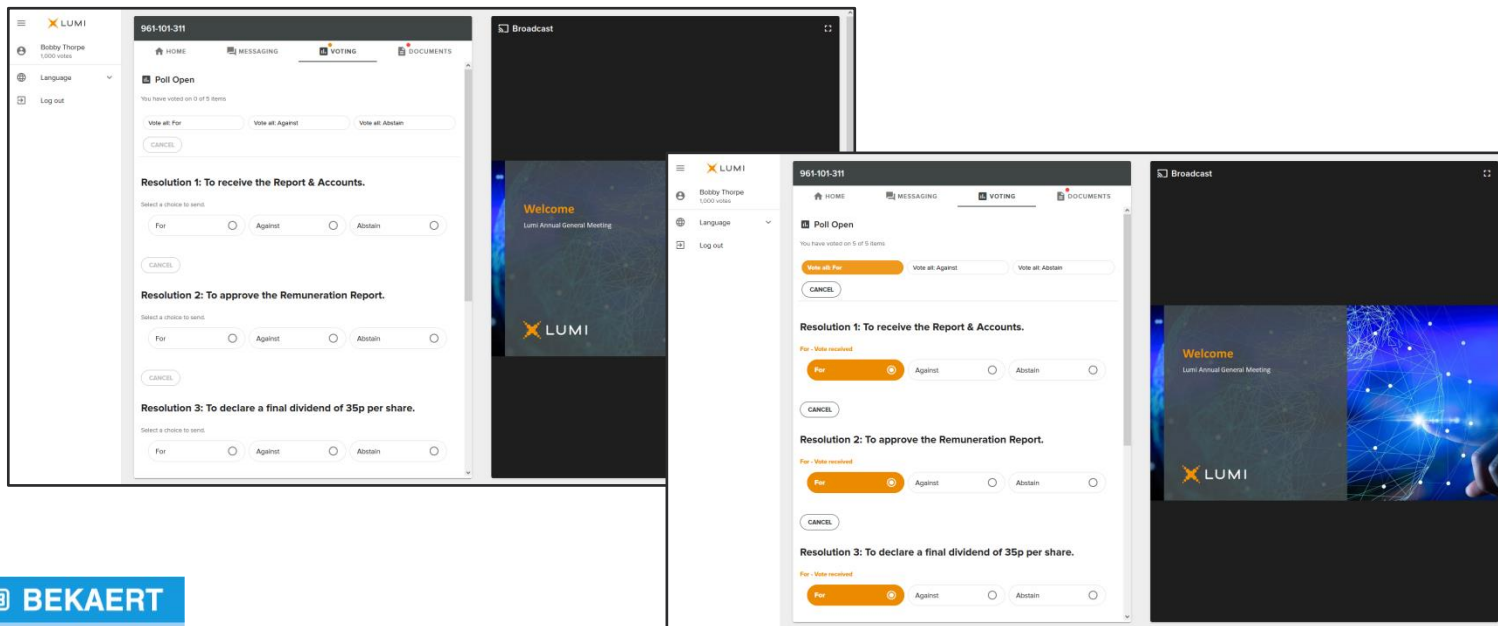 LUMI
Bobby Thorpe
1,000 votes
Language
Log out
961-101-311
HOME
MESSAGING
VOTING
DOCUMENTS
Poll Open
You have voted on 0 of 5 items
Vote all: For
Vote all: Against
Vote all: Abstain
CANCEL
Resolution 1: To receive the Report & Accounts.
Select a choice to send.
For
Against
Abstain
CANCEL
Resolution 2: To approve the Remuneration Report.
Select a choice to send.
For
Against
Abstain
CANCEL
Resolution 3: To declare a final dividend of 35p per share.
Select a choice to send.
For
Against
Abstain
Broadcast
Welcome
Lumi Annual General Meeting
LUMI
LUMI
Bobby Thorpe
1,000 votes
Language
Log out
961-101-311
HOME
MESSAGING
VOTING
DOCUMENTS
Poll Open
You have voted on 5 of 5 items
Vote all: For
Vote all: Against
Vote all: Abstain
CANCEL
Resolution 1: To receive the Report & Accounts.
For - Vote received
For
Against
Abstain
CANCEL
Resolution 2: To approve the Remuneration Report.
For - Vote received
For
Against
Abstain
CANCEL
Resolution 3: To declare a final dividend of 35p per share.
For - Vote received
For
Against
Abstain
Broadcast
Welcome
Lumi Annual General Meeting
LUMI
BEKAERT